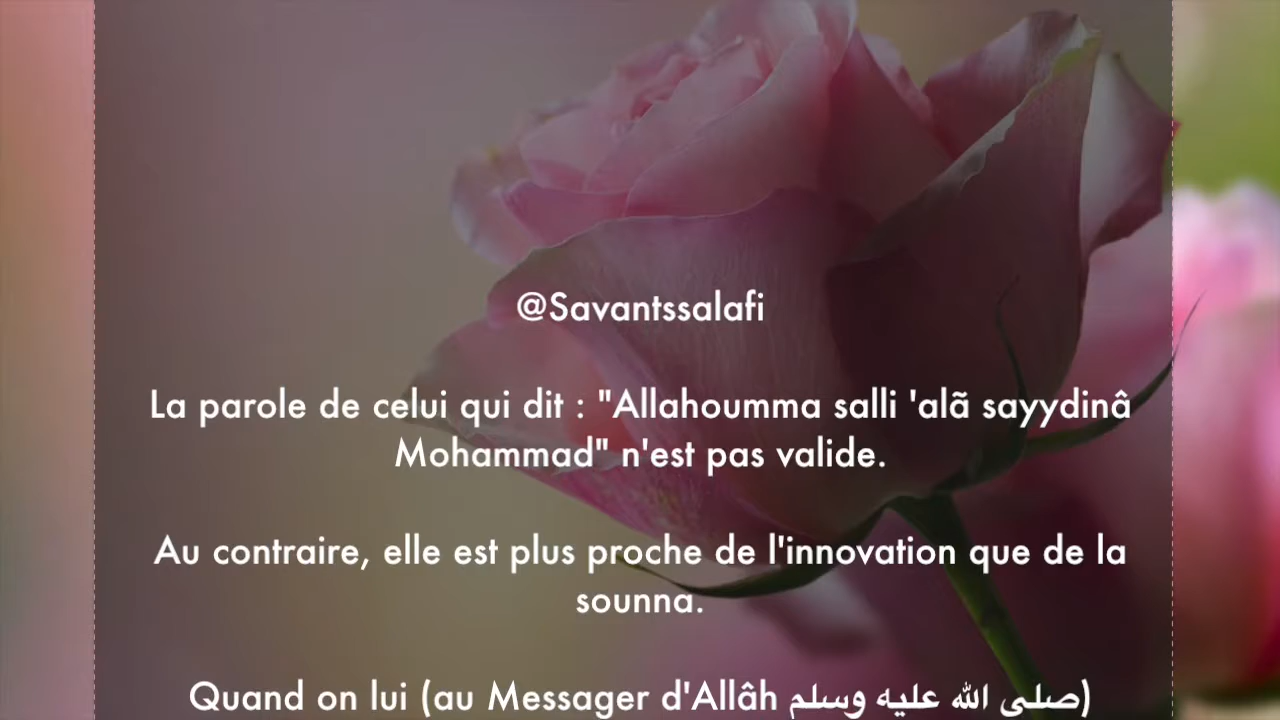 @Savantssalafi
La parole de celui qui dit : "Allahoumma salli 'alã sayydinâ
Mohammad" n'est pas valide.
Au contraire, elle est plus proche de l'innovation que de la
sounna.
Quand on lui (au Messager d'Allâh صلى الله عليه وسلم)